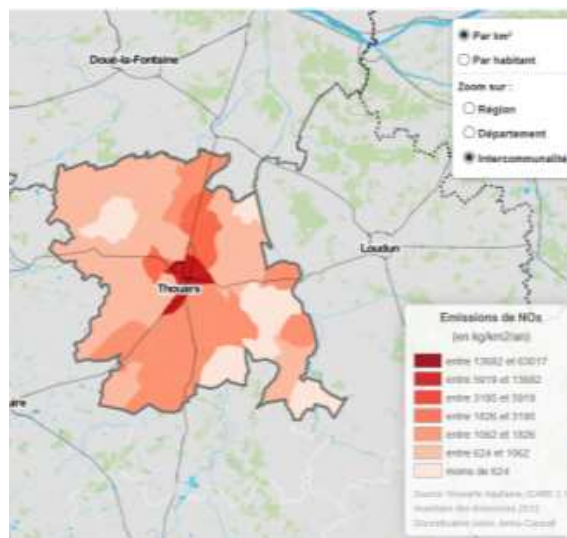 Par km²
Par habitant
Zoom sur :
Région
Département
Intercommunalité
Doué-la-Fontaine
Loudun
Thouars
Emissions de NOx
(en kg/km2/an)
entre 13682 et 63017
entre 5919 et 13682
entre 3180 et 5919
entre 1826 et 3180
entre 1062 et 1826
entre 624 et 1062
moins de 624